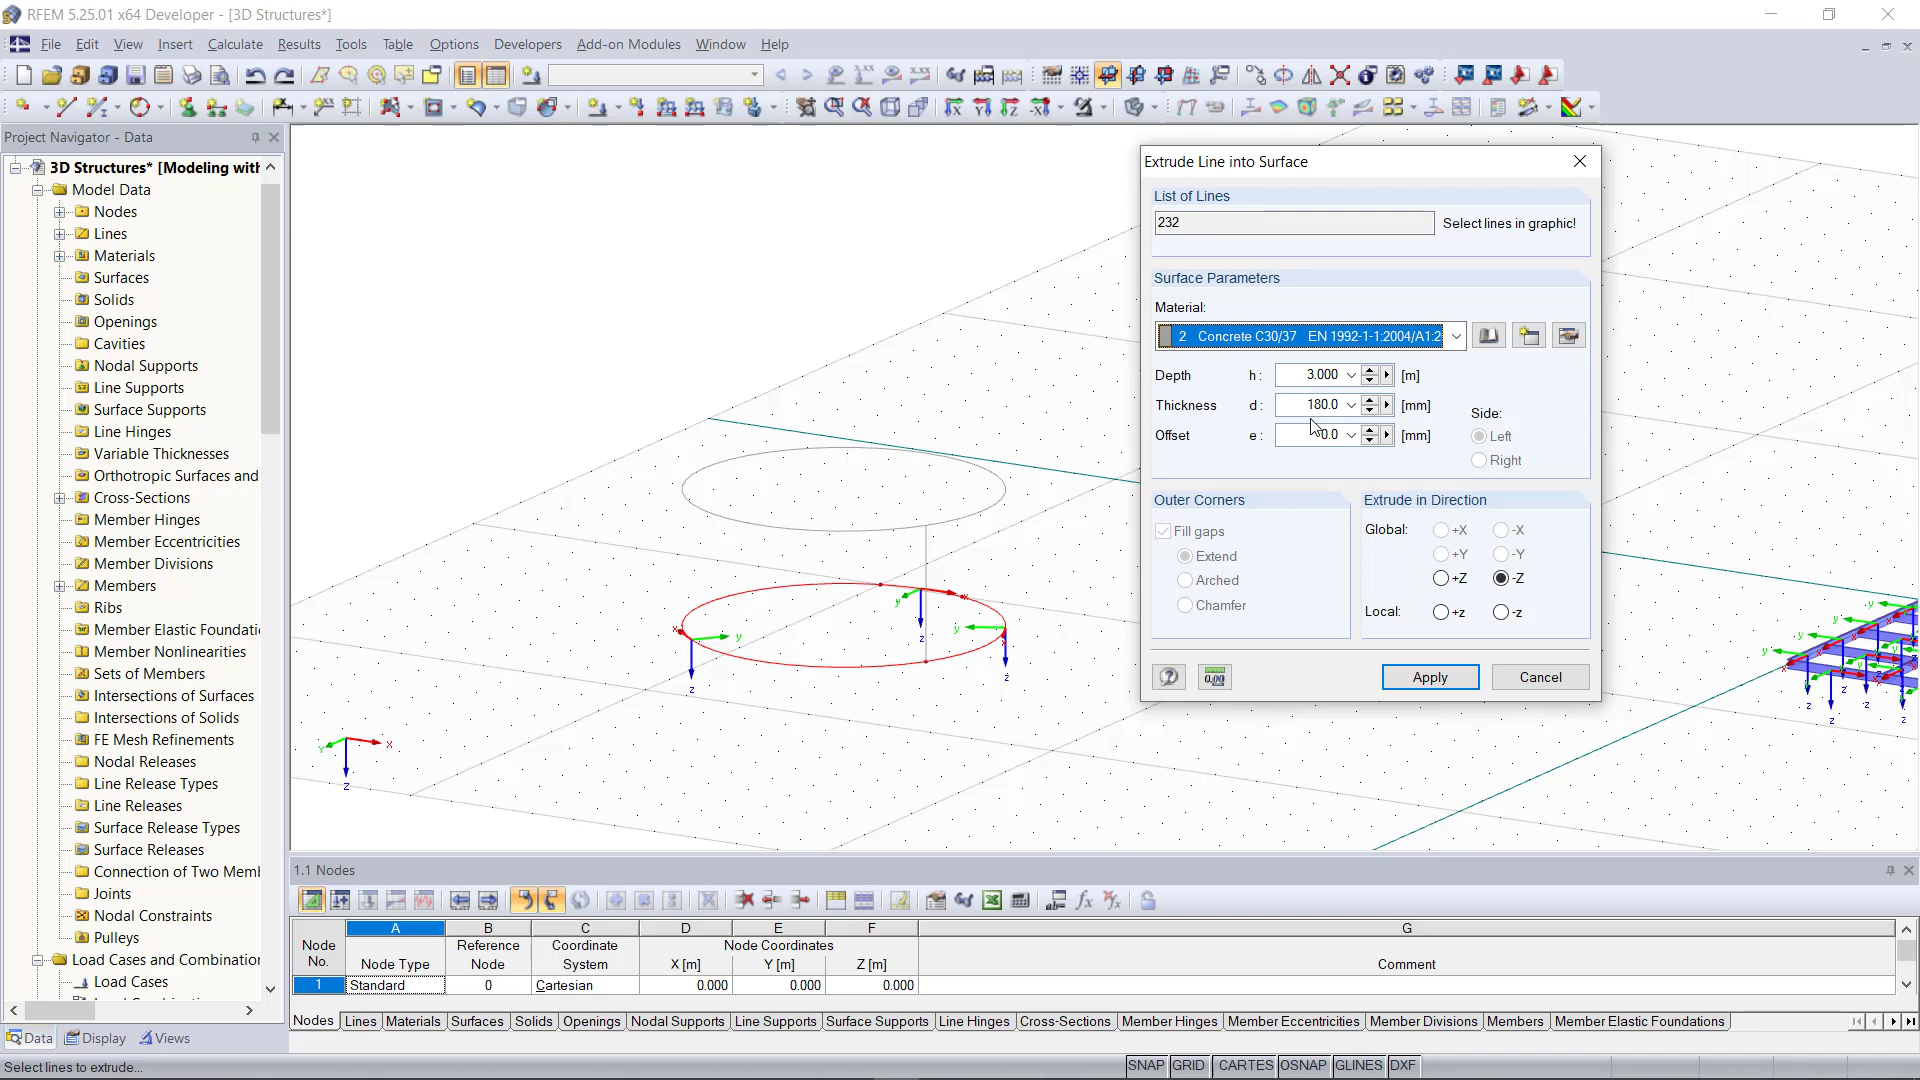 RFEM 5.25.01 x64 Developer - [3D Structures*]
File Edit View Insert Calculate Results Tools Table Options Developers Add-on Modules Window Help
Project Navigator - Data
3D Structures* [Modeling with
Model Data
Nodes
Lines
Materials
Surfaces
Solids
Openings
Cavities
Nodal Supports
Line Supports
Surface Supports
Line Hinges
Variable Thicknesses
Orthotropic Surfaces and
Cross-Sections
Member Hinges
Member Eccentricities
Member Divisions
Members
Ribs
Member Elastic Foundati
Member Nonlinearities
Sets of Members
Intersections of Surfaces
Intersections of Solids
FE Mesh Refinements
Nodal Releases
Line Release Types
Line Releases
Surface Release Types
Surface Releases
Connection of Two Memb
Joints
Nodal Constraints
Pulleys
Load Cases and Combination
Load Cases
Data Display Views
Extrude Line into Surface
List of Lines
232 Select lines in graphic!
Surface Parameters
Material:
2 Concrete C30/37 EN 1992-1-1:2004/A1:2
Depth h: 3.000 [m]
Thickness d: 180.0 [mm]
Offset e: 0.0 [mm]
Side:
Left
Right
Outer Corners
Fill gaps
Extend
Arched
Chamfer
Extrude in Direction
Global: +X -X
+Y -Y
+Z -Z
Local: +z -z
Apply Cancel
1.1 Nodes
A B C D E F G
Node No. Node Type Reference Node Coordinate System Node Coordinates X [m] Y [m] Z [m] Comment
1 Standard 0 Cartesian 0.000 0.000 0.000
Nodes Lines Materials Surfaces Solids Openings Nodal Supports Line Supports Surface Supports Line Hinges Cross-Sections Member Hinges Member Eccentricities Member Divisions Members Member Elastic Foundations
Select lines to extrude...
SNAP GRID CARTES OSNAP GLINES DXF